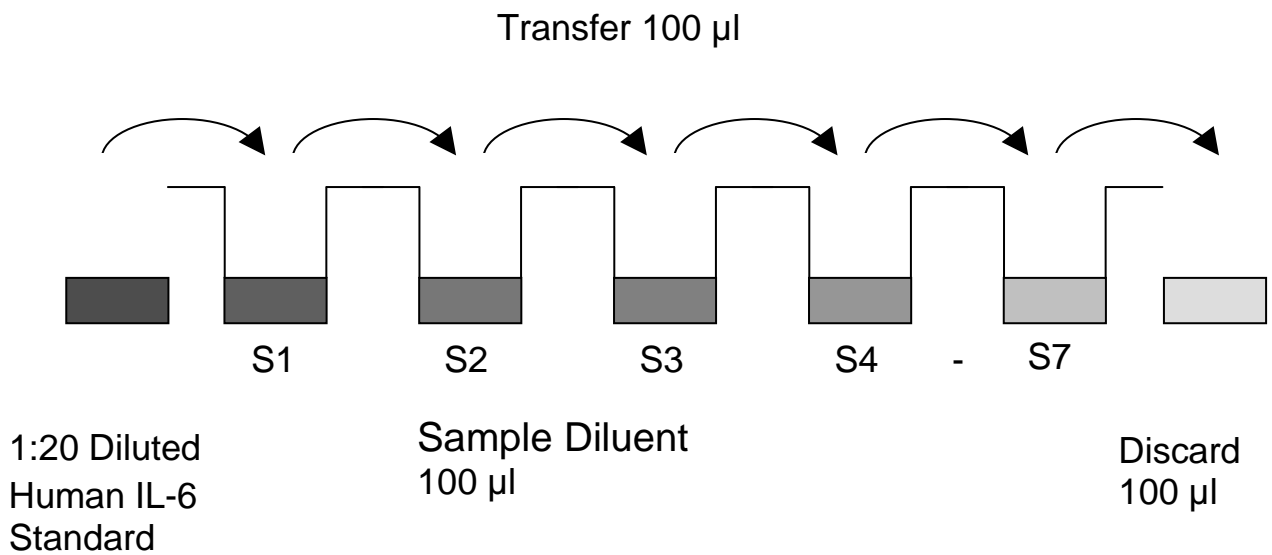 Transfer 100 µl
S1 S2 S3 S4 - S7
1:20 Diluted
Human IL-6
Standard
Sample Diluent
100 µl
Discard
100 µl